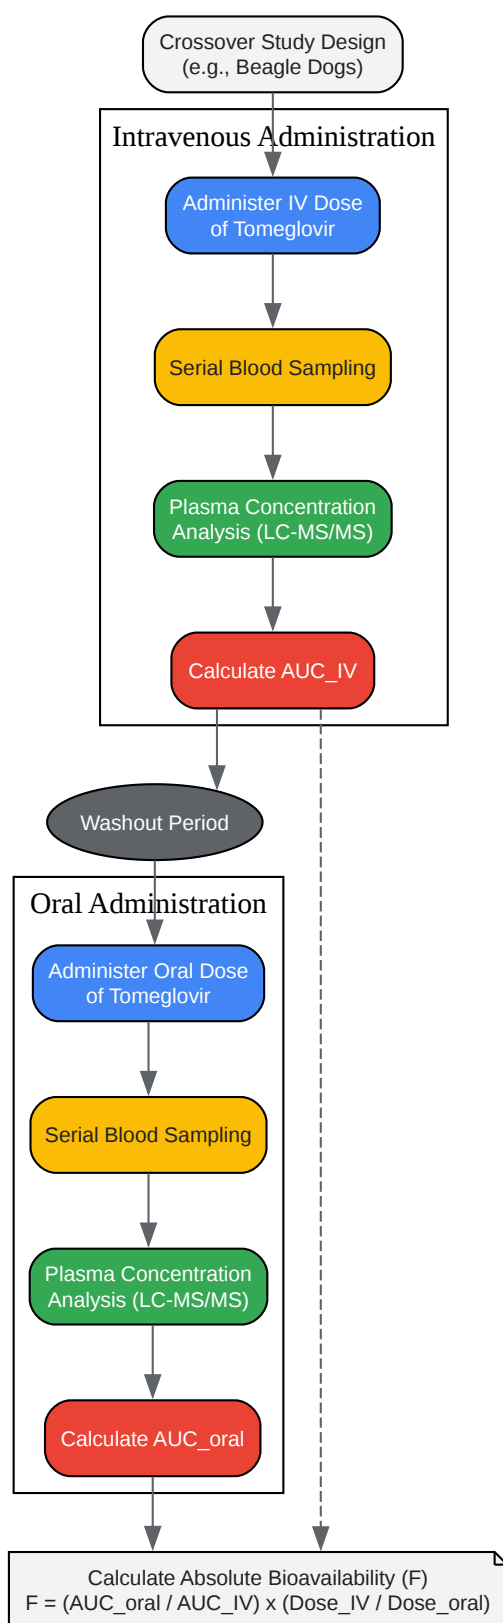 Crossover Study Design
(e.g., Beagle Dogs)
Intravenous Administration
Administer IV Dose
of Tomeglovir
Serial Blood Sampling
Plasma Concentration
Analysis (LC-MS/MS)
Calculate AUC_IV
Washout Period
Oral Administration
Administer Oral Dose
of Tomeglovir
Serial Blood Sampling
Plasma Concentration
Analysis (LC-MS/MS)
Calculate AUC_oral
Calculate Absolute Bioavailability (F)
F = (AUC_oral / AUC_IV) x (Dose_IV / Dose_oral)